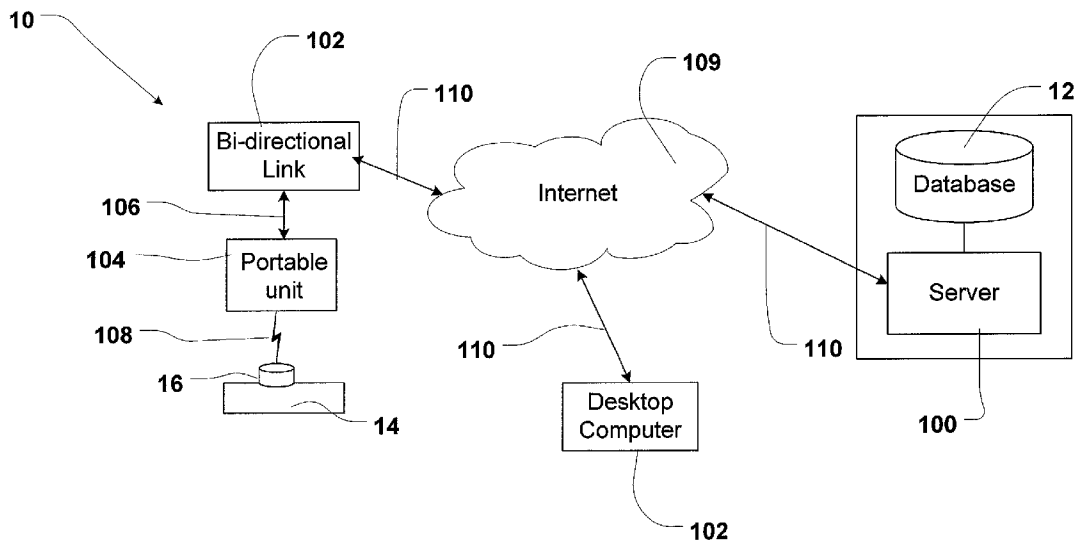 10
102
110
109
12
Bi-directional
Link
Internet
Database
106
104
Portable
unit
Server
108
110
110
16
14
Desktop
Computer
100
102